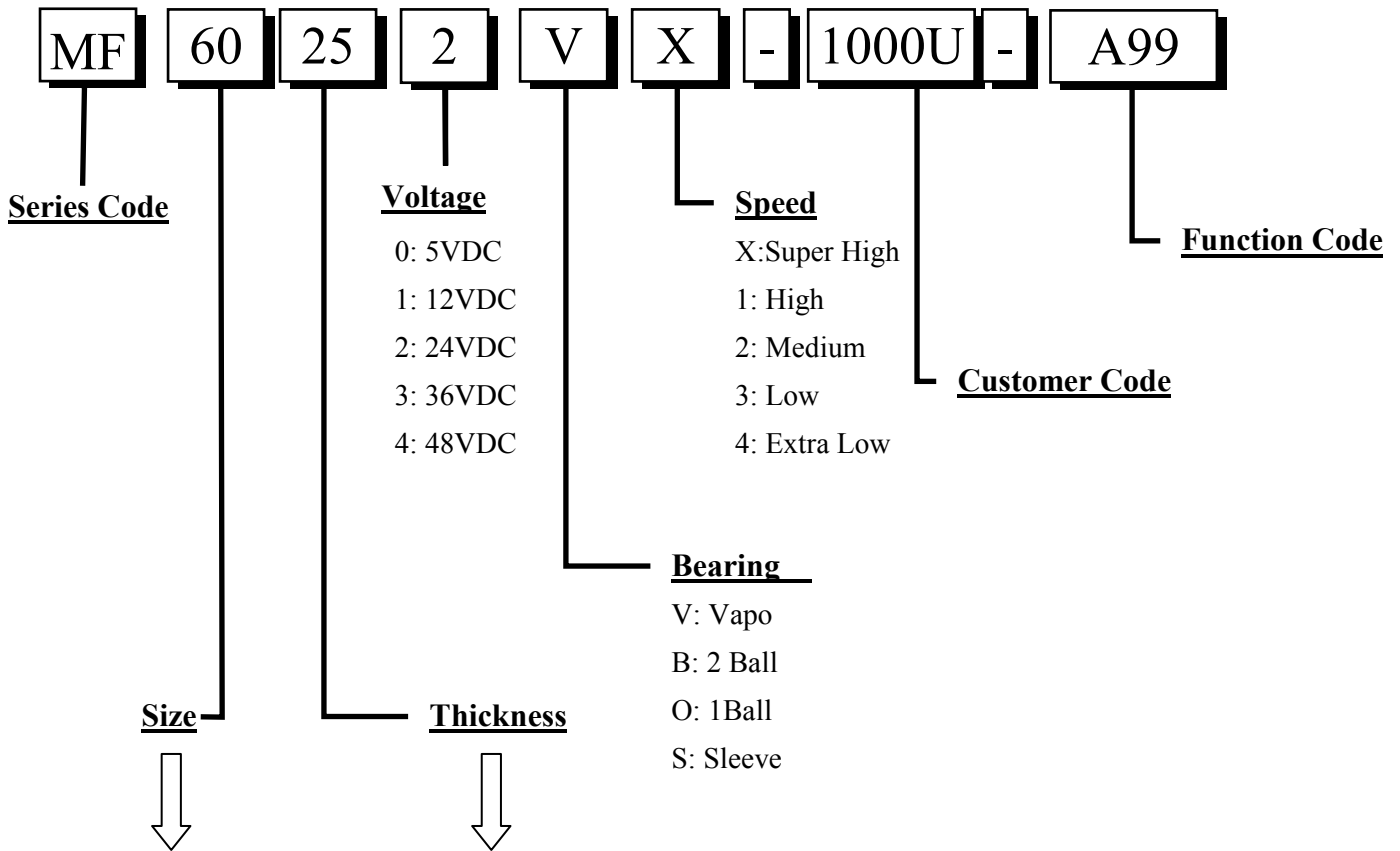 MF 60 25 2 V X - 1000U - A99
Series Code
Voltage
0: 5VDC
1: 12VDC
2: 24VDC
3: 36VDC
4: 48VDC
Speed
X:Super High
1: High
2: Medium
3: Low
4: Extra Low
Function Code
Customer Code
Bearing
V: Vapo
B: 2 Ball
O: 1Ball
S: Sleeve
Size
Thickness